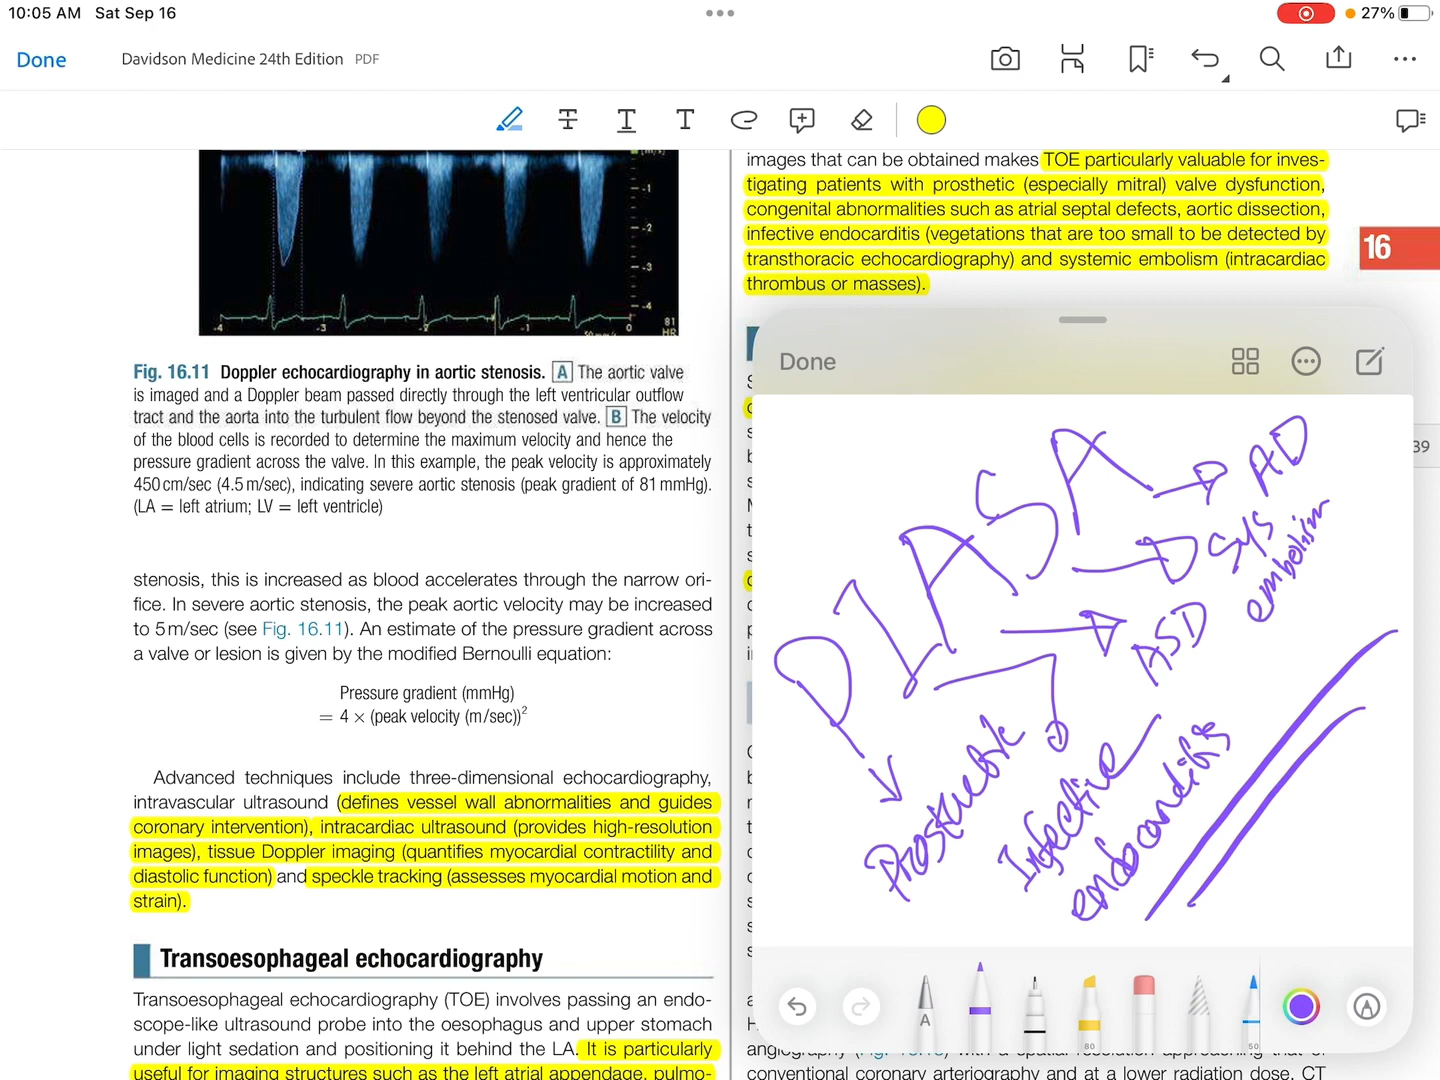 10:05 AM Sat Sep 16
27%
Done
Davidson Medicine 24th Edition PDF
-1
-2
-3
-4
-4
-3
-1
0
81
HR
Fig. 16.11 Doppler echocardiography in aortic stenosis. A The aortic valve
is imaged and a Doppler beam passed directly through the left ventricular outflow
tract and the aorta into the turbulent flow beyond the stenosed valve. B The velocity
of the blood cells is recorded to determine the maximum velocity and hence the
pressure gradient across the valve. In this example, the peak velocity is approximately
450 cm/sec (4.5 m/sec), indicating severe aortic stenosis (peak gradient of 81 mmHg).
(LA = left atrium; LV = left ventricle)
stenosis, this is increased as blood accelerates through the narrow ori-
fice. In severe aortic stenosis, the peak aortic velocity may be increased
to 5 m/sec (see Fig. 16.11). An estimate of the pressure gradient across
a valve or lesion is given by the modified Bernoulli equation:
Pressure gradient (mmHg)
= 4 × (peak velocity (m/sec))²
Advanced techniques include three-dimensional echocardiography,
intravascular ultrasound (defines vessel wall abnormalities and guides
coronary intervention), intracardiac ultrasound (provides high-resolution
images), tissue Doppler imaging (quantifies myocardial contractility and
diastolic function) and speckle tracking (assesses myocardial motion and
strain).
Transoesophageal echocardiography
Transoesophageal echocardiography (TOE) involves passing an endo-
scope-like ultrasound probe into the oesophagus and upper stomach
under light sedation and positioning it behind the LA. It is particularly
useful for imaging structures such as the left atrial appendage, pulmo-
images that can be obtained makes TOE particularly valuable for inves-
tigating patients with prosthetic (especially mitral) valve dysfunction,
congenital abnormalities such as atrial septal defects, aortic dissection,
infective endocarditis (vegetations that are too small to be detected by
transthoracic echocardiography) and systemic embolism (intracardiac
thrombus or masses).
16
39
Done
PIASA
AD
Sys
embolism
ASD
Infective
endocarditis
A
80
50
conventional coronary arteriography and at a lower radiation dose. CT